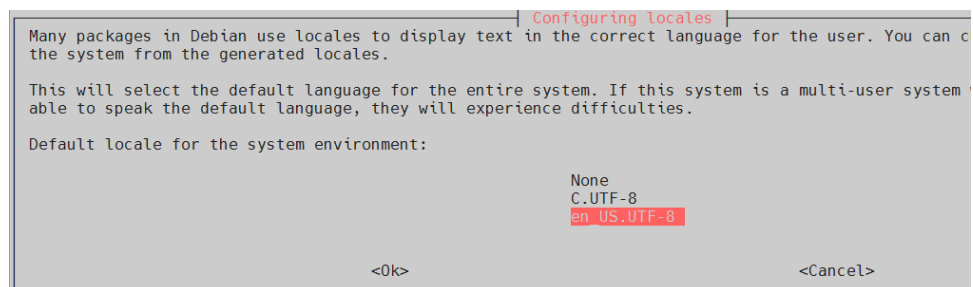 Configuring locales
Many packages in Debian use locales to display text in the correct language for the user. You can
the system from the generated locales.
This will select the default language for the entire system. If this system is a multi-user system
able to speak the default language, they will experience difficulties.
Default locale for the system environment:
None
C.UTF-8
en_US.UTF-8
<Ok> <Cancel>